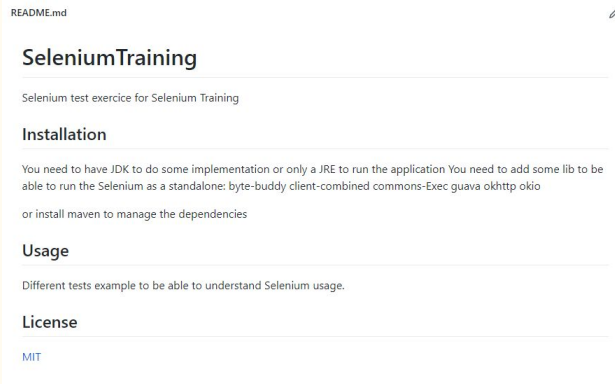 README.md
SeleniumTraining
Selenium test exercice for Selenium Training
Installation
You need to have JDK to do some implementation or only a JRE to run the application You need to add some lib to be
able to run the Selenium as a standalone: byte-buddy client-combined commons-Exec guava okhttp okio
or install maven to manage the dependencies
Usage
Different tests example to be able to understand Selenium usage.
License
MIT